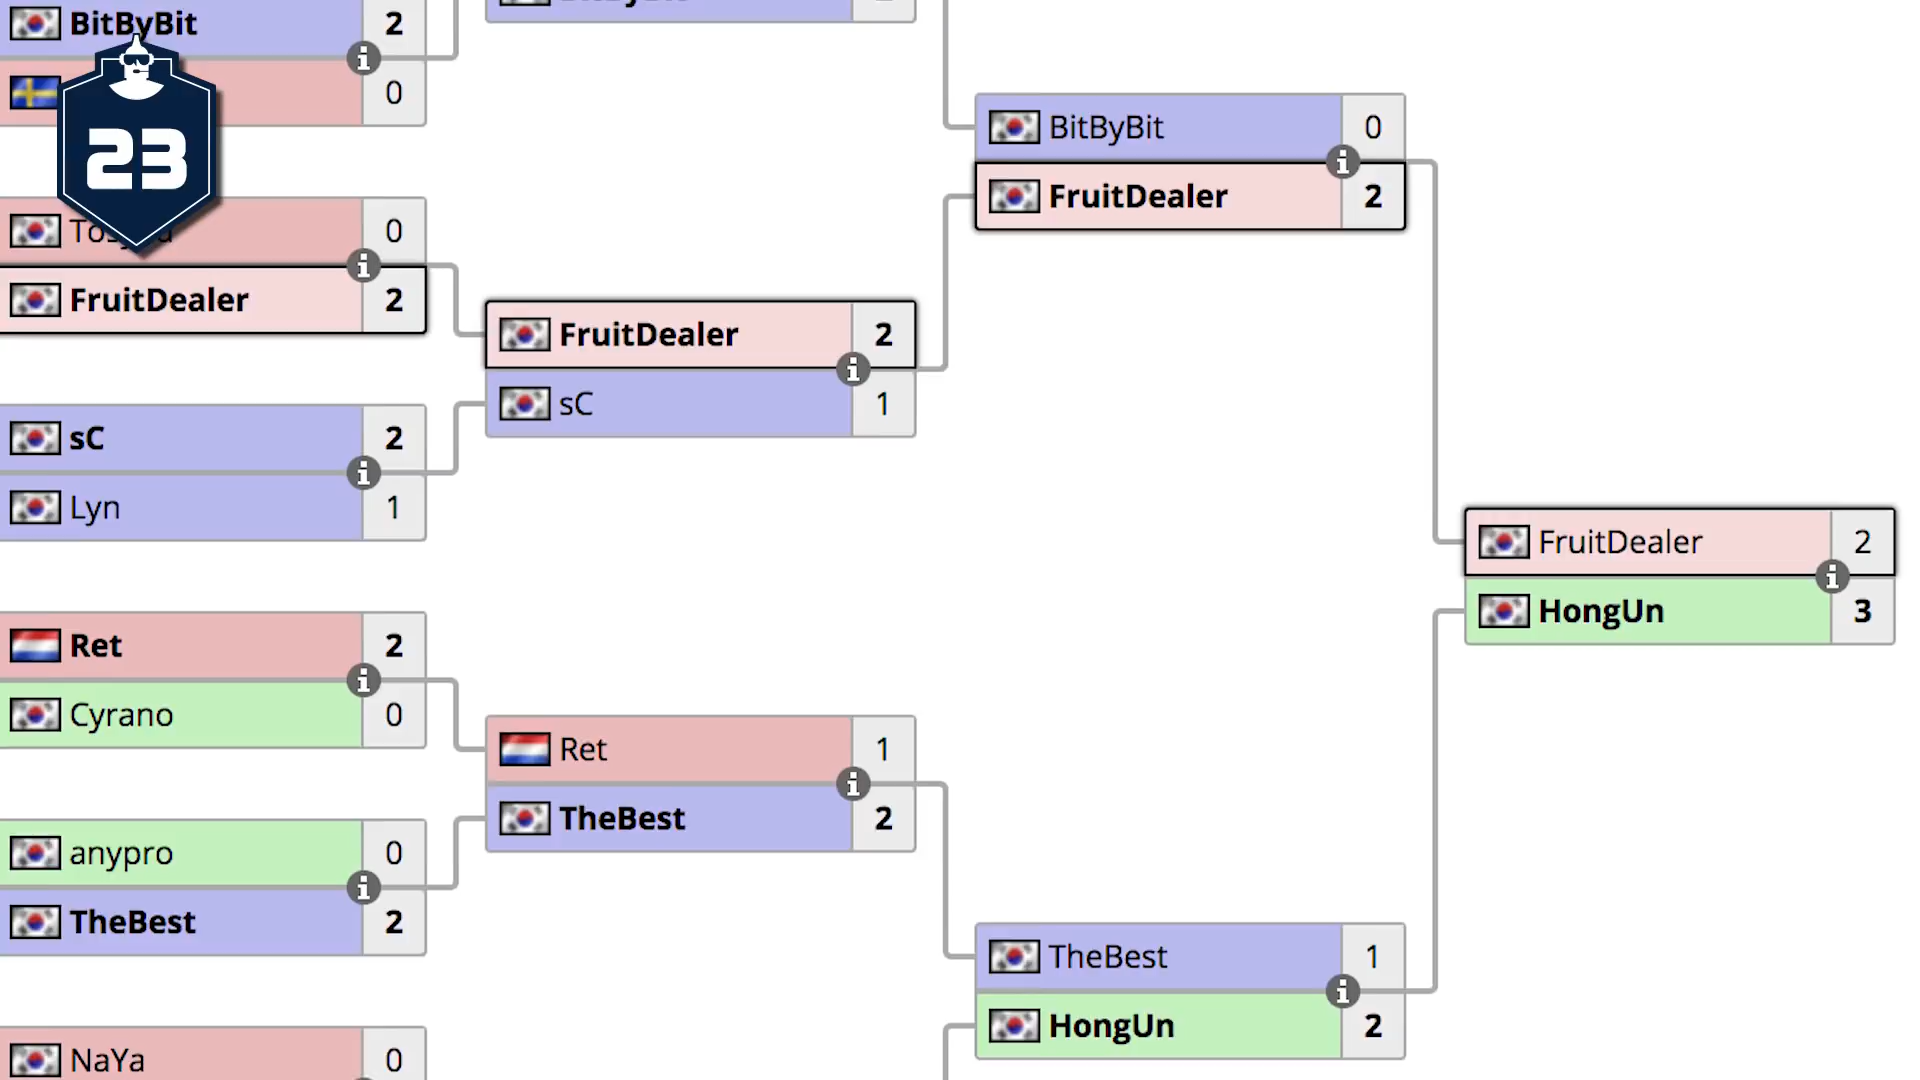 BitByBit 2
0
23
0
FruitDealer 2
sC 2
Lyn 1
Ret 2
Cyrano 0
anypro 0
TheBest 2
NaYa 0
FruitDealer 2
sC 1
Ret 1
TheBest 2
BitByBit 0
FruitDealer 2
TheBest 1
HongUn 2
FruitDealer 2
HongUn 3